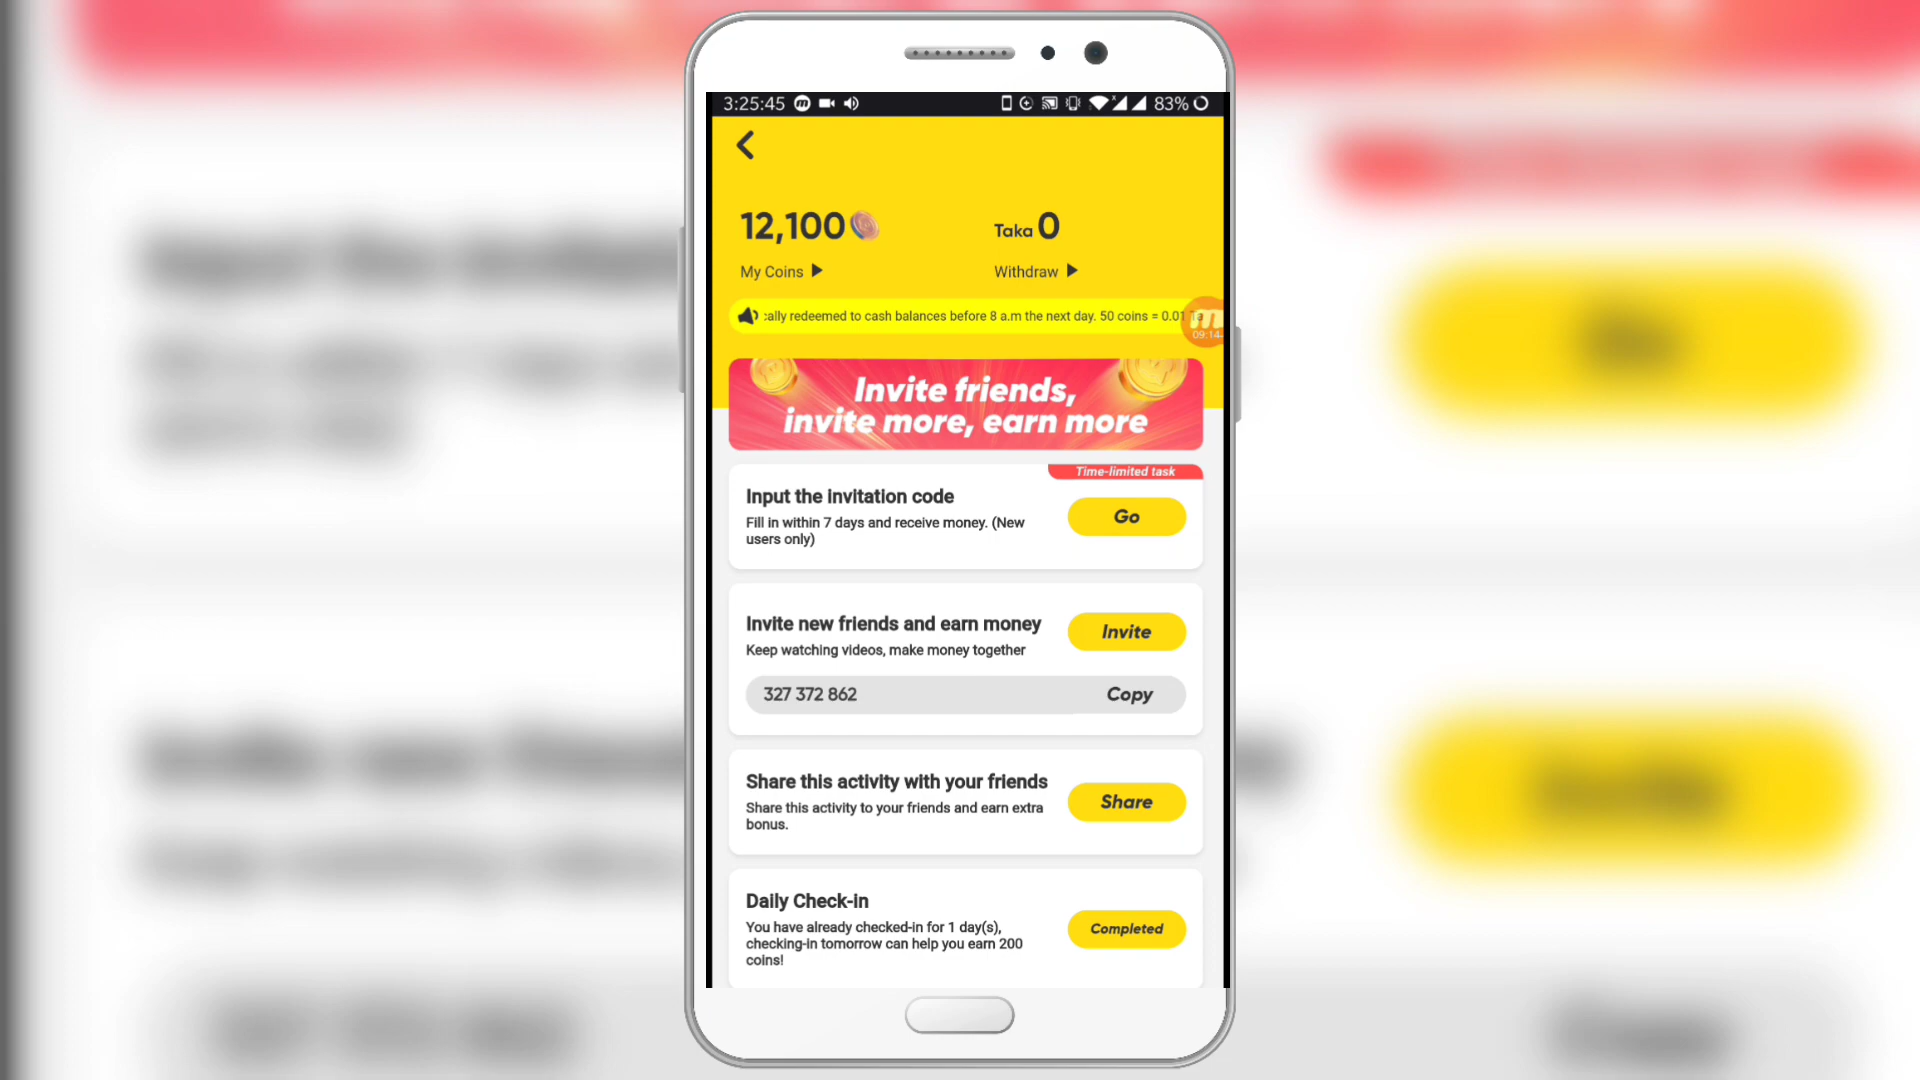 3:25:45
83%
12,100
Taka 0
My Coins
Withdraw
:ally redeemed to cash balances before 8 a.m the next day. 50 coins = 0.01 Ta
09:14
Invite friends,
invite more, earn more
Time-limited task
Input the invitation code
Fill in within 7 days and receive money. (New
users only)
Go
Invite new friends and earn money
Keep watching videos, make money together
Invite
327 372 862
Copy
Share this activity with your friends
Share this activity to your friends and earn extra
bonus.
Share
Daily Check-in
You have already checked-in for 1 day(s),
checking-in tomorrow can help you earn 200
coins!
Completed